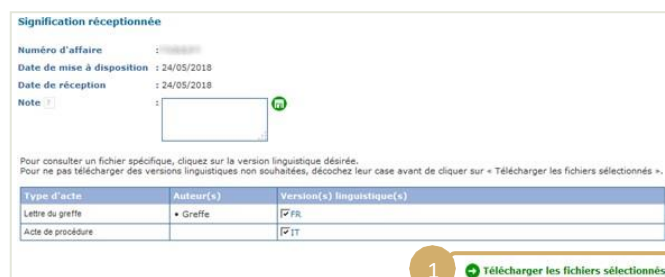 Signification réceptionnée
Numéro d'affaire :
Date de mise à disposition : 24/05/2018
Date de réception : 24/05/2018
Note ? :
Pour consulter un fichier spécifique, cliquez sur la version linguistique désirée.
Pour ne pas télécharger des versions linguistiques non souhaitées, décochez leur case avant de cliquer sur « Télécharger les fichiers sélectionnés ».
Type d'acte Auteur(s) Version(s) linguistique(s)
Lettre du greffe • Greffe FR
Acte de procédure IT
1 Télécharger les fichiers sélectionnés